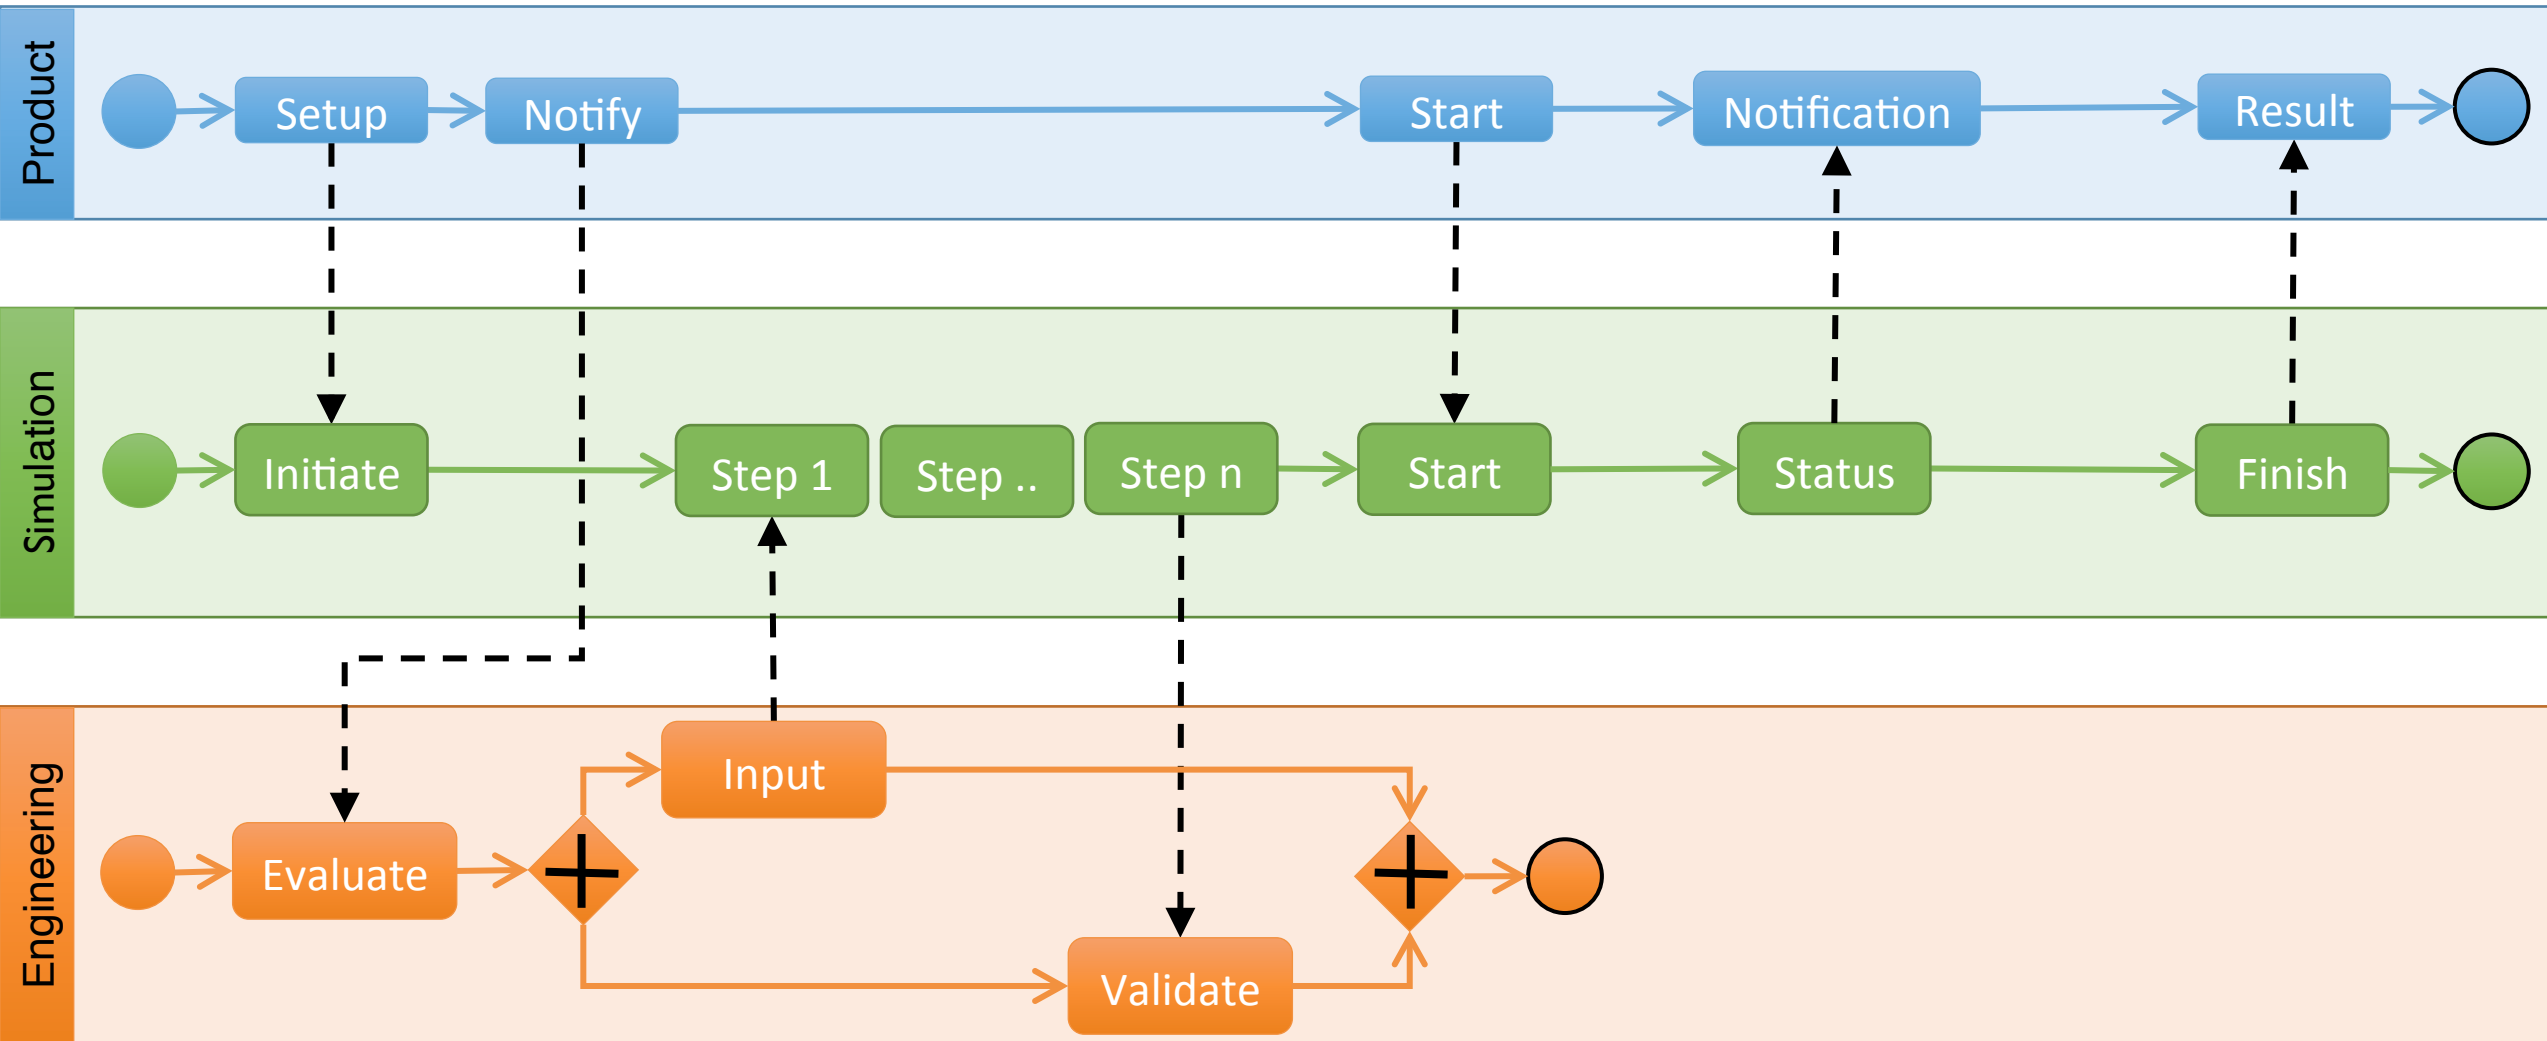 Product
Setup
Notify
Start
Notification
Result
Simulation
Initiate
Step 1
Step ..
Step n
Start
Status
Finish
Engineering
Input
Evaluate
Validate